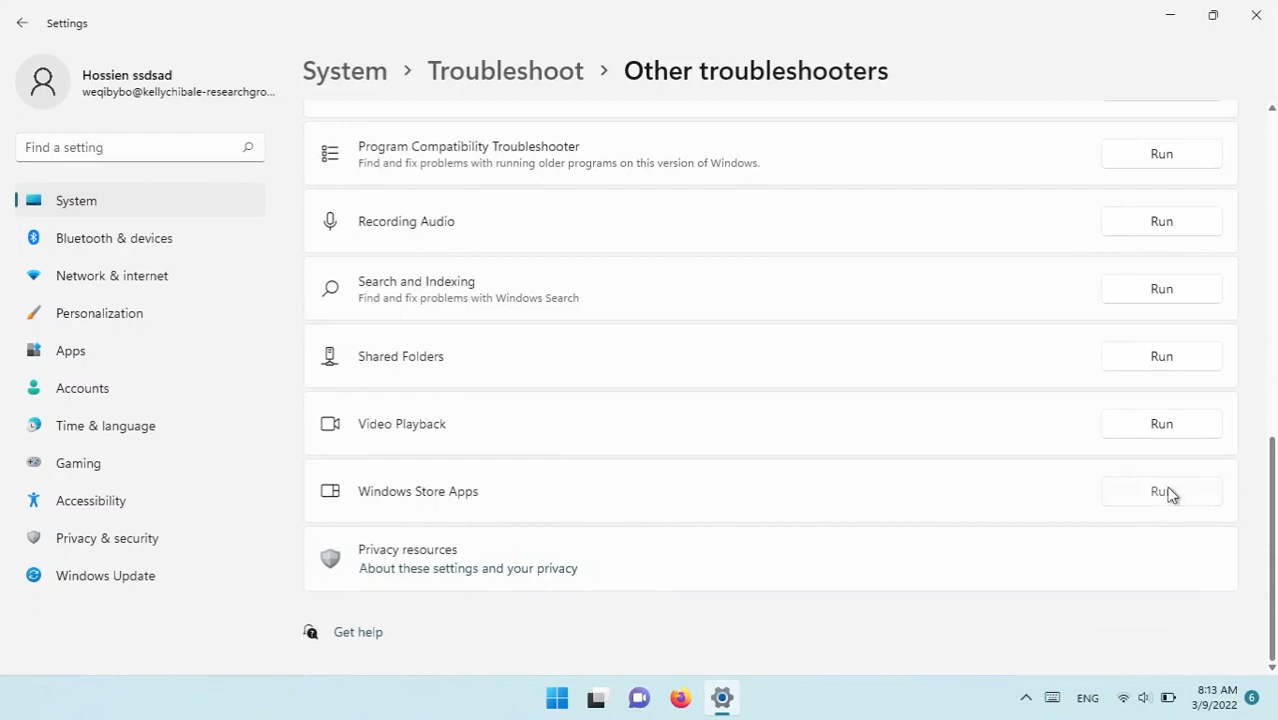 Settings
Hossien ssdsad
weqibybo@kellychibale-researchgro...
Find a setting
System
Bluetooth & devices
Network & internet
Personalization
Apps
Accounts
Time & language
Gaming
Accessibility
Privacy & security
Windows Update
System > Troubleshoot > Other troubleshooters
Program Compatibility Troubleshooter
Find and fix problems with running older programs on this version of Windows.
Run
Recording Audio
Run
Search and Indexing
Find and fix problems with Windows Search
Run
Shared Folders
Run
Video Playback
Run
Windows Store Apps
Run
Privacy resources
About these settings and your privacy
Get help
ENG
8:13 AM
3/9/2022
6